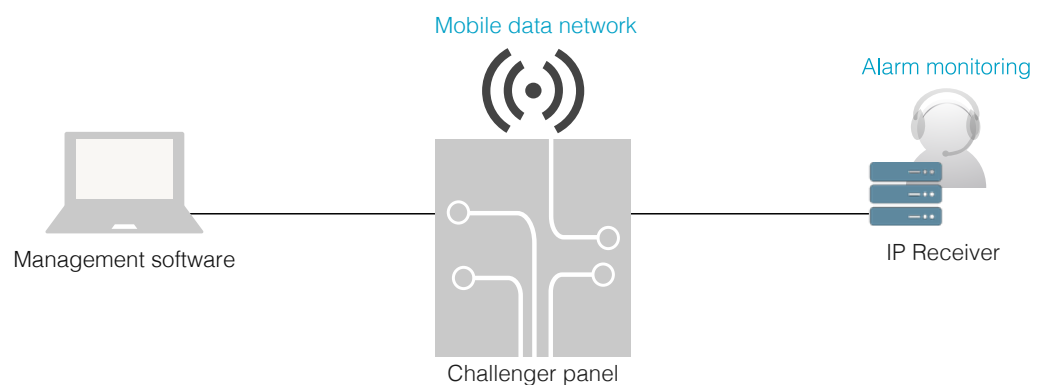 Mobile data network
Alarm monitoring
Management software
IP Receiver
Challenger panel